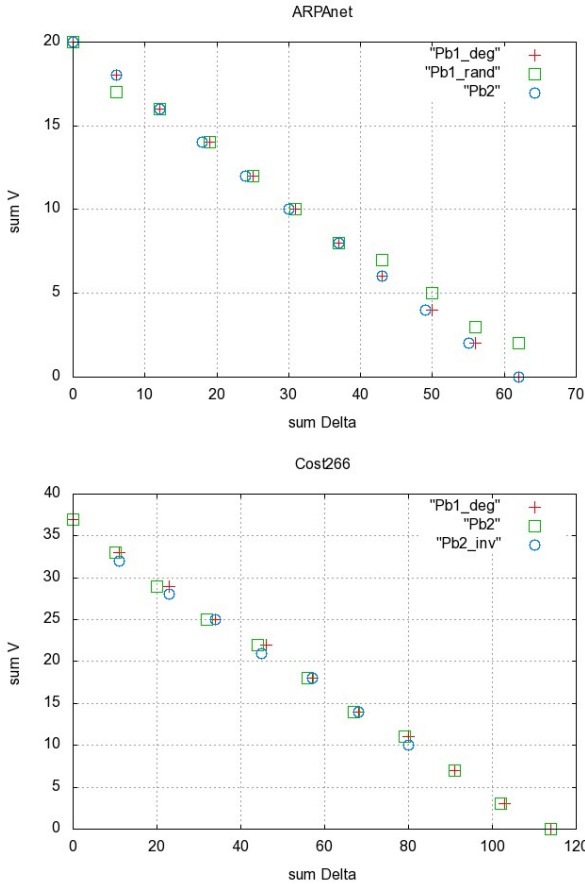 ARPAnet
20
"Pb1_deg"
"Pb1_rand"
"Pb2"
15
sum V
10
5
0
0 10 20 30 40 50 60 70
sum Delta
Cost266
40
"Pb1_deg"
35
"Pb2"
"Pb2_inv"
30
25
sum V
20
15
10
5
0
0 20 40 60 80 100 120
sum Delta